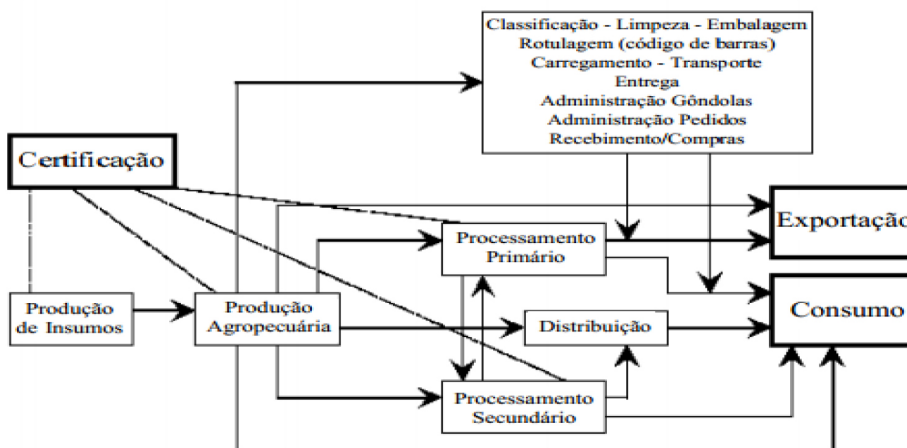 Classificação - Limpeza - Embalagem
Rotulagem (código de barras)
Carregamento - Transporte
Entrega
Administração Gôndolas
Administração Pedidos
Recebimento/Compras
Certificação
Exportação
Processamento
Primário
Produção
de Insumos
Produção
Agropecuária
Distribuição
Consumo
Processamento
Secundário